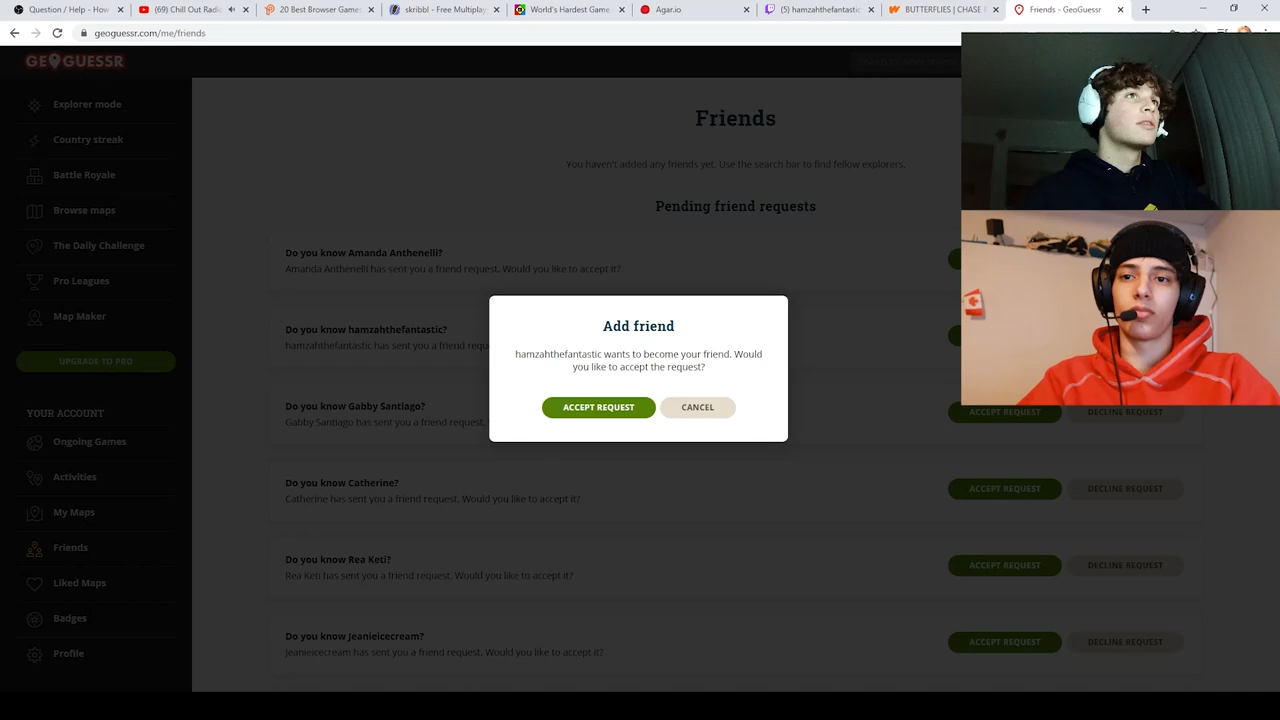 Question / Help - How
(69) Chill Out Radio
20 Best Browser Games
skribbl - Free Multiplay
World's Hardest Game
Agar.io
(5) hamzahthefantastic
BUTTERFLIES | CHASE
Friends - GeoGuessr
geoguessr.com/me/friends
GEOGUESSR
Explorer mode
Country streak
Battle Royale
Browse maps
The Daily Challenge
Pro Leagues
Map Maker
UPGRADE TO PRO
YOUR ACCOUNT
Ongoing Games
Activities
My Maps
Friends
Liked Maps
Badges
Profile
Friends
You haven't added any friends yet. Use the search bar to find fellow explorers.
Pending friend requests
Do you know Amanda Anthenelli?
Amanda Anthenelli has sent you a friend request. Would you like to accept it?
Do you know hamzahthefantastic?
hamzahthefantastic has sent you a friend requ
Do you know Gabby Santiago?
Gabby Santiago has sent you a friend request.
ACCEPT REQUEST
DECLINE REQUEST
Do you know Catherine?
Catherine has sent you a friend request. Would you like to accept it?
ACCEPT REQUEST
DECLINE REQUEST
Do you know Rea Keti?
Rea Keti has sent you a friend request. Would you like to accept it?
ACCEPT REQUEST
DECLINE REQUEST
Do you know Jeanieicecream?
Jeanieicecream has sent you a friend request. Would you like to accept it?
ACCEPT REQUEST
DECLINE REQUEST
Add friend
hamzahthefantastic wants to become your friend. Would
you like to accept the request?
ACCEPT REQUEST
CANCEL